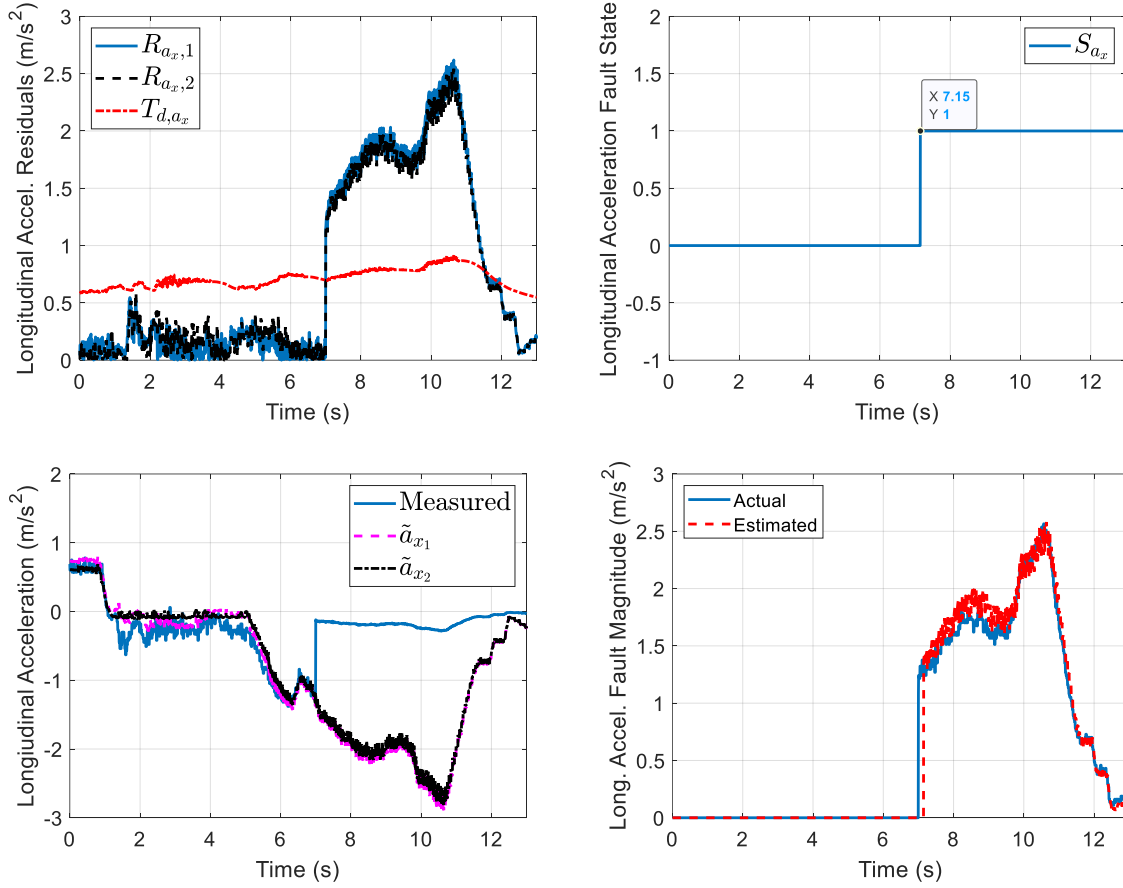 Longitudinal Accel. Residuals (m/s²)
3
2.5
2
1.5
1
0.5
0
0 2 4 6 8 10 12
Time (s)
R_{a_x,1}
R_{a_x,2}
T_{d,a_x}
Longitudinal Acceleration Fault State
2
1.5
1
0.5
0
-0.5
-1
0 2 4 6 8 10 12
Time (s)
S_{a_x}
X 7.15
Y 1
Longiudinal Acceleration (m/s²)
2
1
0
-1
-2
-3
0 2 4 6 8 10 12
Time (s)
Measured
ã_{x_1}
ã_{x_2}
Long. Accel. Fault Magnitude (m/s²)
3
2.5
2
1.5
1
0.5
0
0 2 4 6 8 10 12
Time (s)
Actual
Estimated